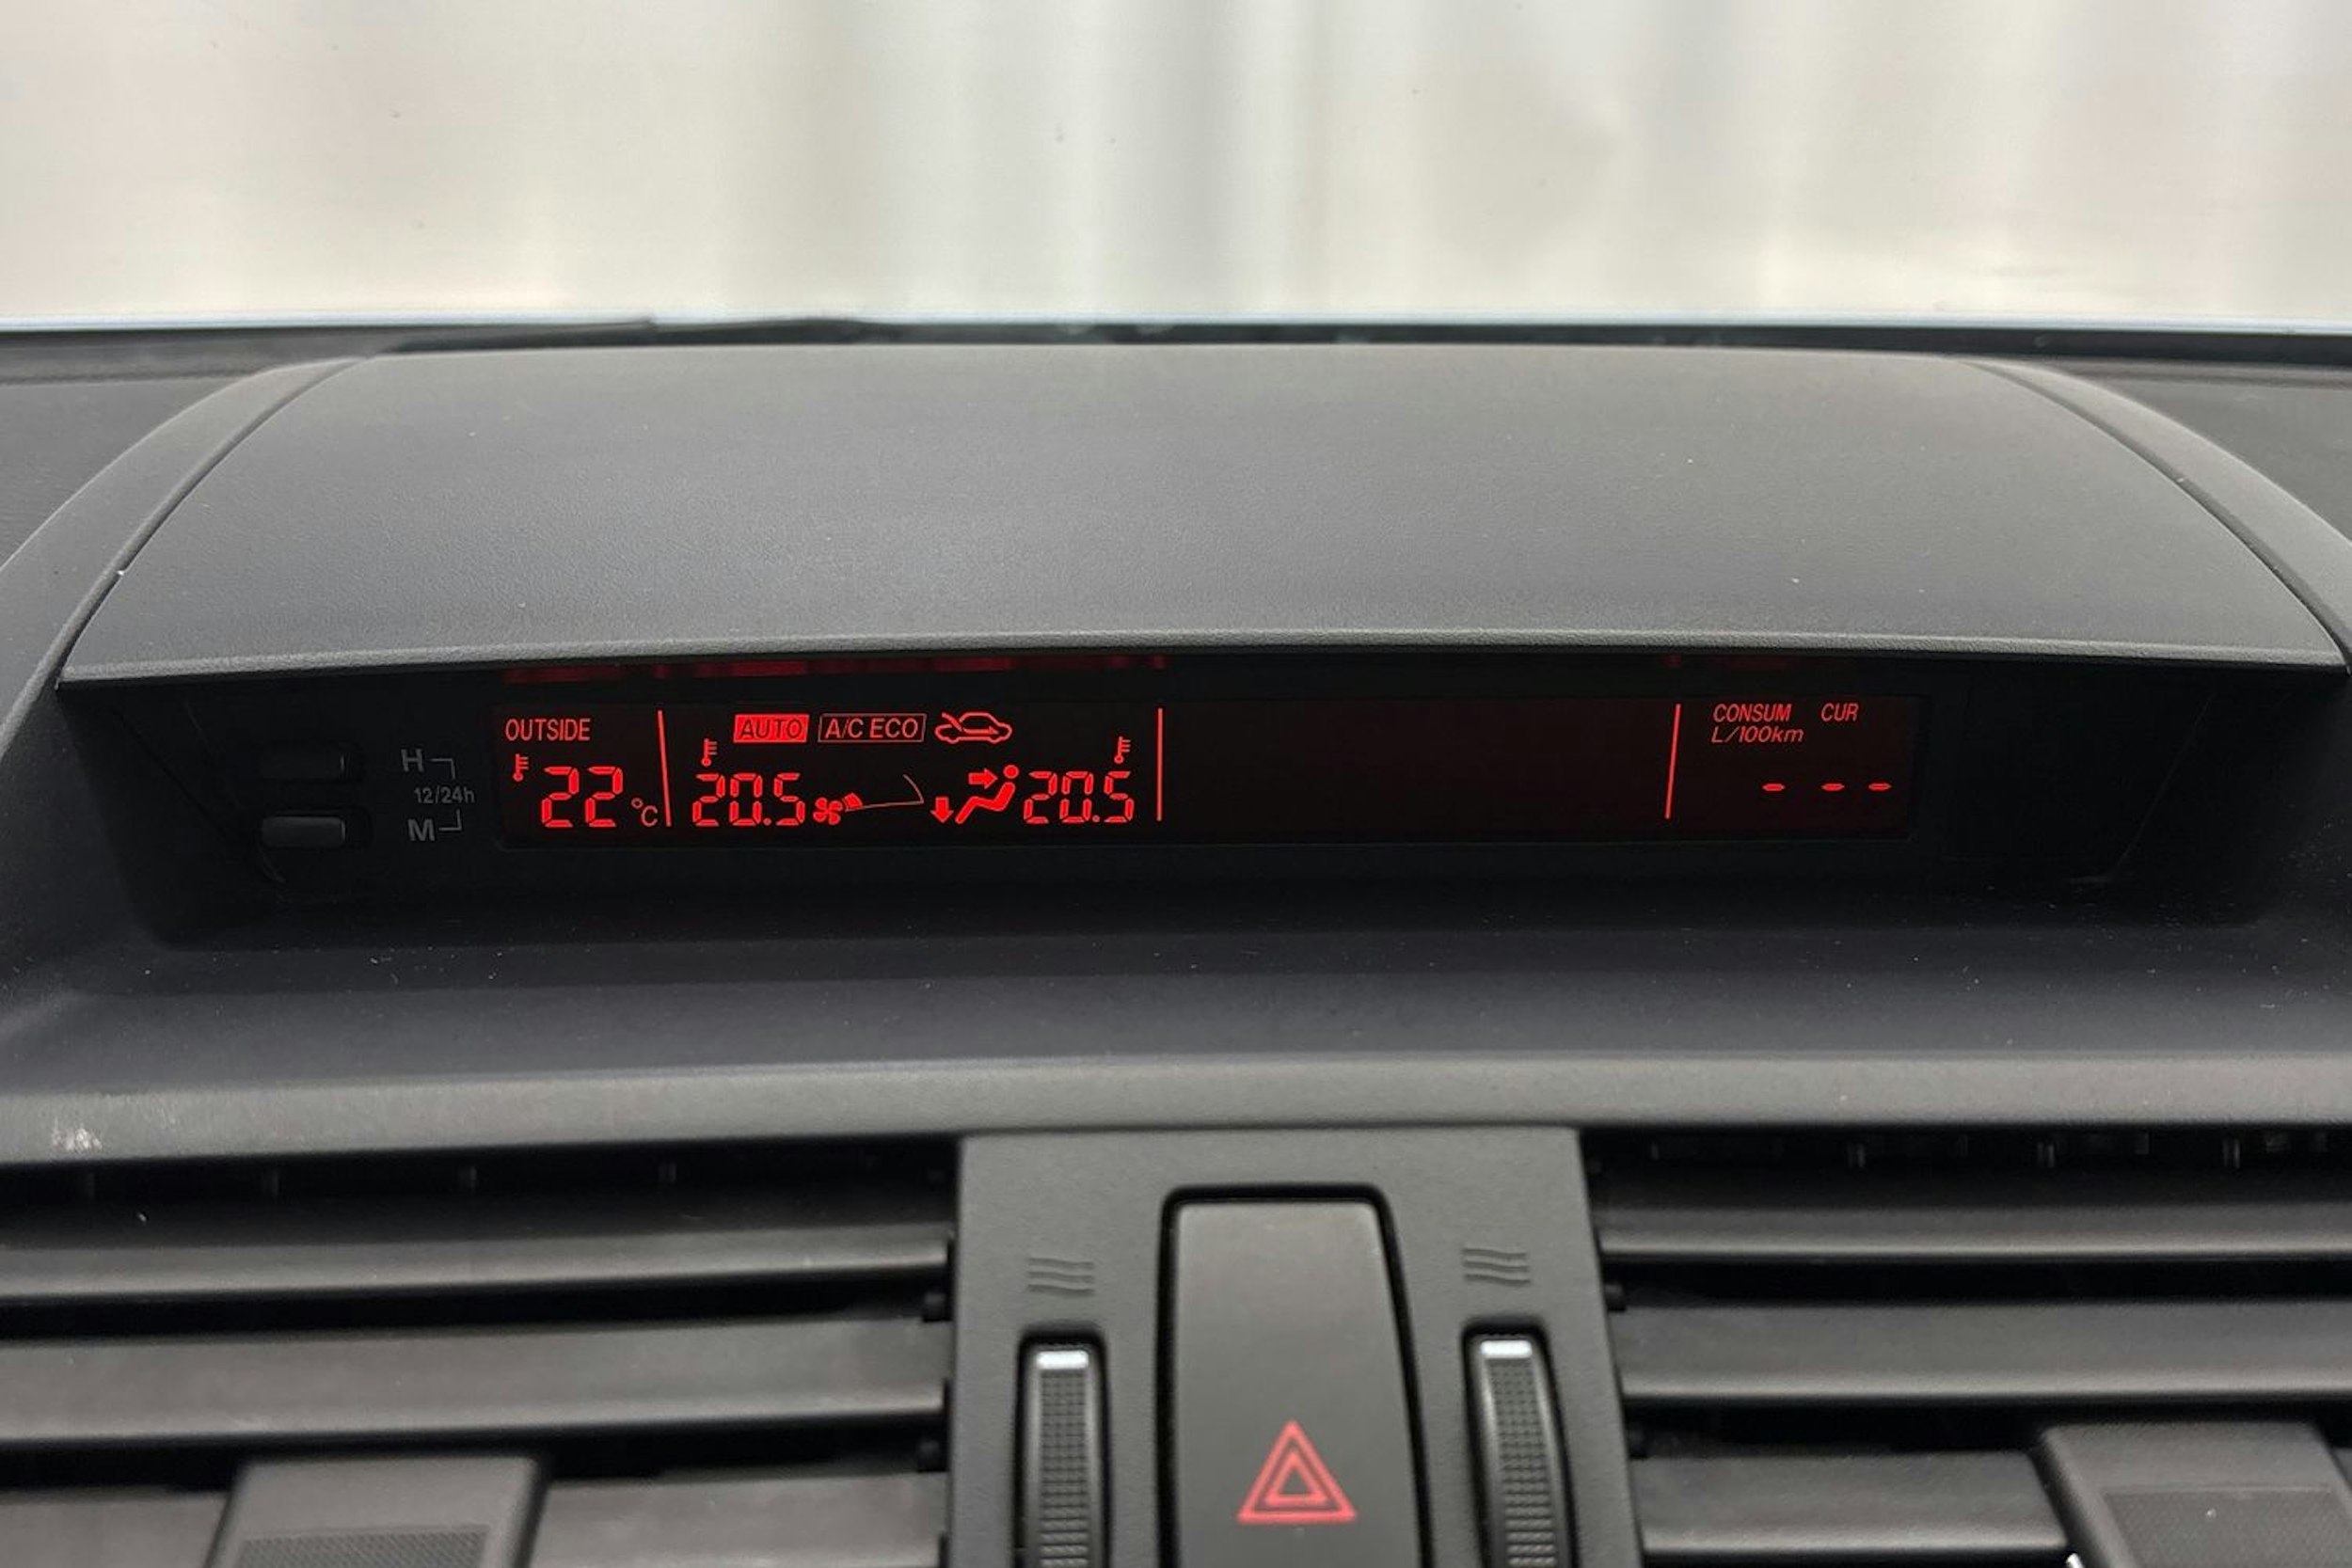 H
12/24h
M
OUTSIDE
22°C
AUTO A/C ECO
20.5 20.5
CONSUM CUR
L/100km
- - -